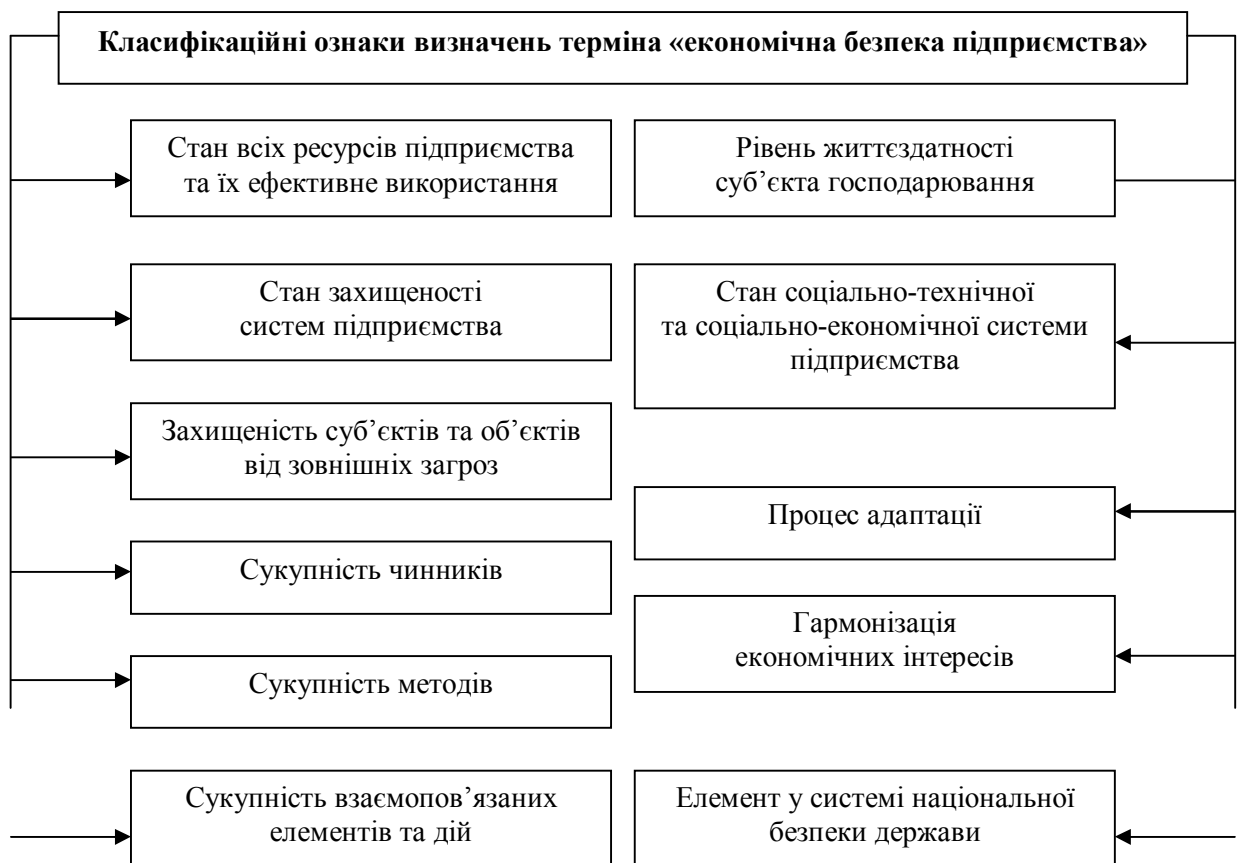 Класифікаційні ознаки визначень терміна «економічна безпека підприємства»
Стан всіх ресурсів підприємства
та їх ефективне використання
Рівень життєздатності
суб’єкта господарювання
Стан захищеності
систем підприємства
Стан соціально-технічної
та соціально-економічної системи
підприємства
Захищеність суб’єктів та об’єктів
від зовнішніх загроз
Процес адаптації
Сукупність чинників
Гармонізація
економічних інтересів
Сукупність методів
Сукупність взаємопов’язаних
елементів та дій
Елемент у системі національної
безпеки держави